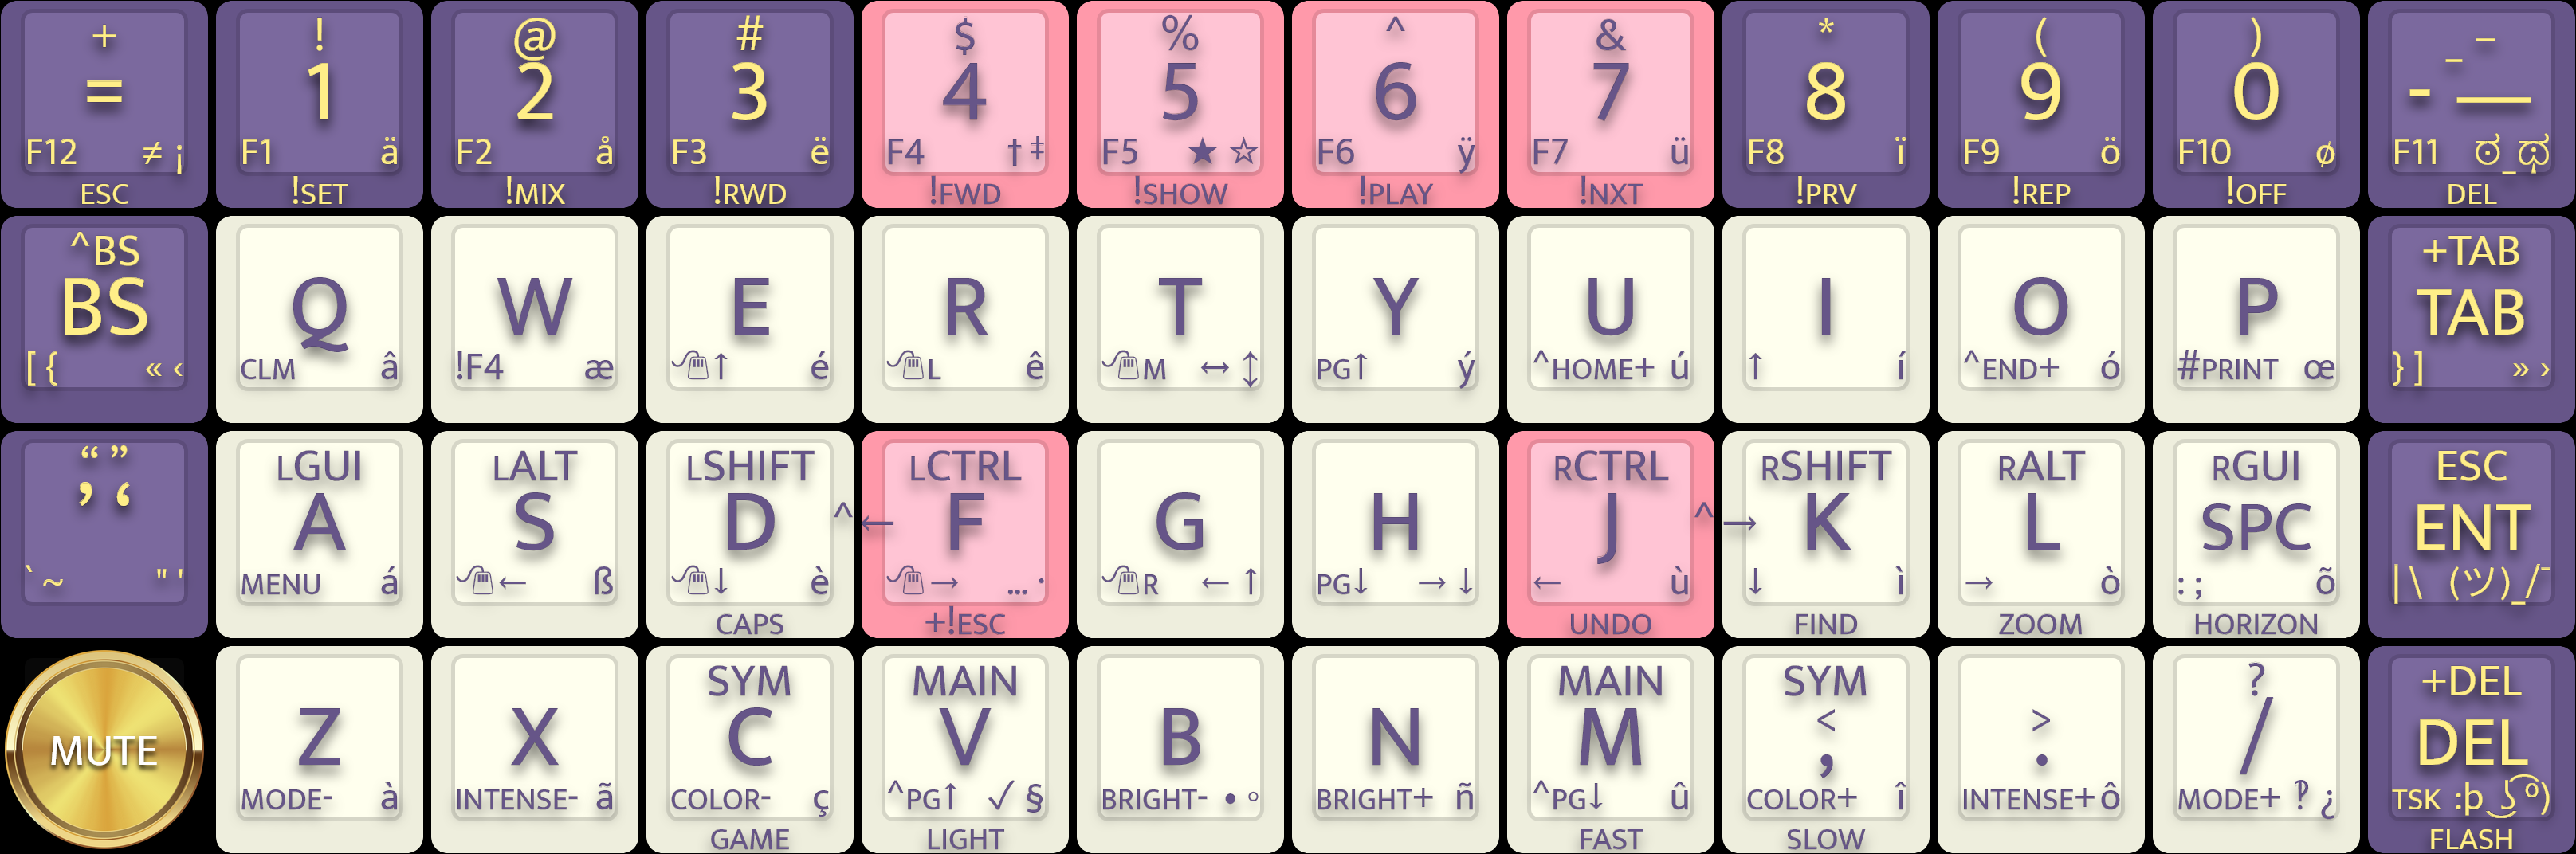 + ! @ # $ % ^ & * ( ) _ –
= 1 2 3 4 5 6 7 8 9 0 - —
F12 ≠ ¡ F1 ä F2 å F3 ë F4 † ‡ F5 ★ ☆ F6 ÿ F7 ü F8 ï F9 ö F10 ø F11 ಠ_ಥ
ESC !SET !MIX !RWD !FWD !SHOW !PLAY !NXT !PRV !REP !OFF DEL
^BS +TAB
BS Q W E R T Y U I O P TAB
[ { « ‹ CLM â !F4 æ ↑ é L ê M ↔ ↕ PG↑ ý ^HOME+ ú ↑ í ^END+ ó #PRINT œ } ] » ›
“ ” LGUI LALT LSHIFT LCTRL RCTRL RSHIFT RALT RGUI ESC
’ ‘ A S D ^← F G H J ^→ K L SPC ENT
` ~ " ' MENU á ← ß ↓ è → … · R ← ↑ PG↓ → ↓ ← ù ↓ ì → ò : ; õ | \ (ツ)_/¯
CAPS +!ESC UNDO FIND ZOOM HORIZON
SYM MAIN MAIN SYM ? +DEL
< >
MUTE Z X C V B N M , . / DEL
MODE- à INTENSE- ã COLOR- ç ^PG↑ ✓ § BRIGHT- • ◦ BRIGHT+ ñ ^PG↓ û COLOR+ î INTENSE+ ô MODE+ ‽ ¿ TSK :þ ͜ʖ ͡º)
GAME LIGHT FAST SLOW FLASH